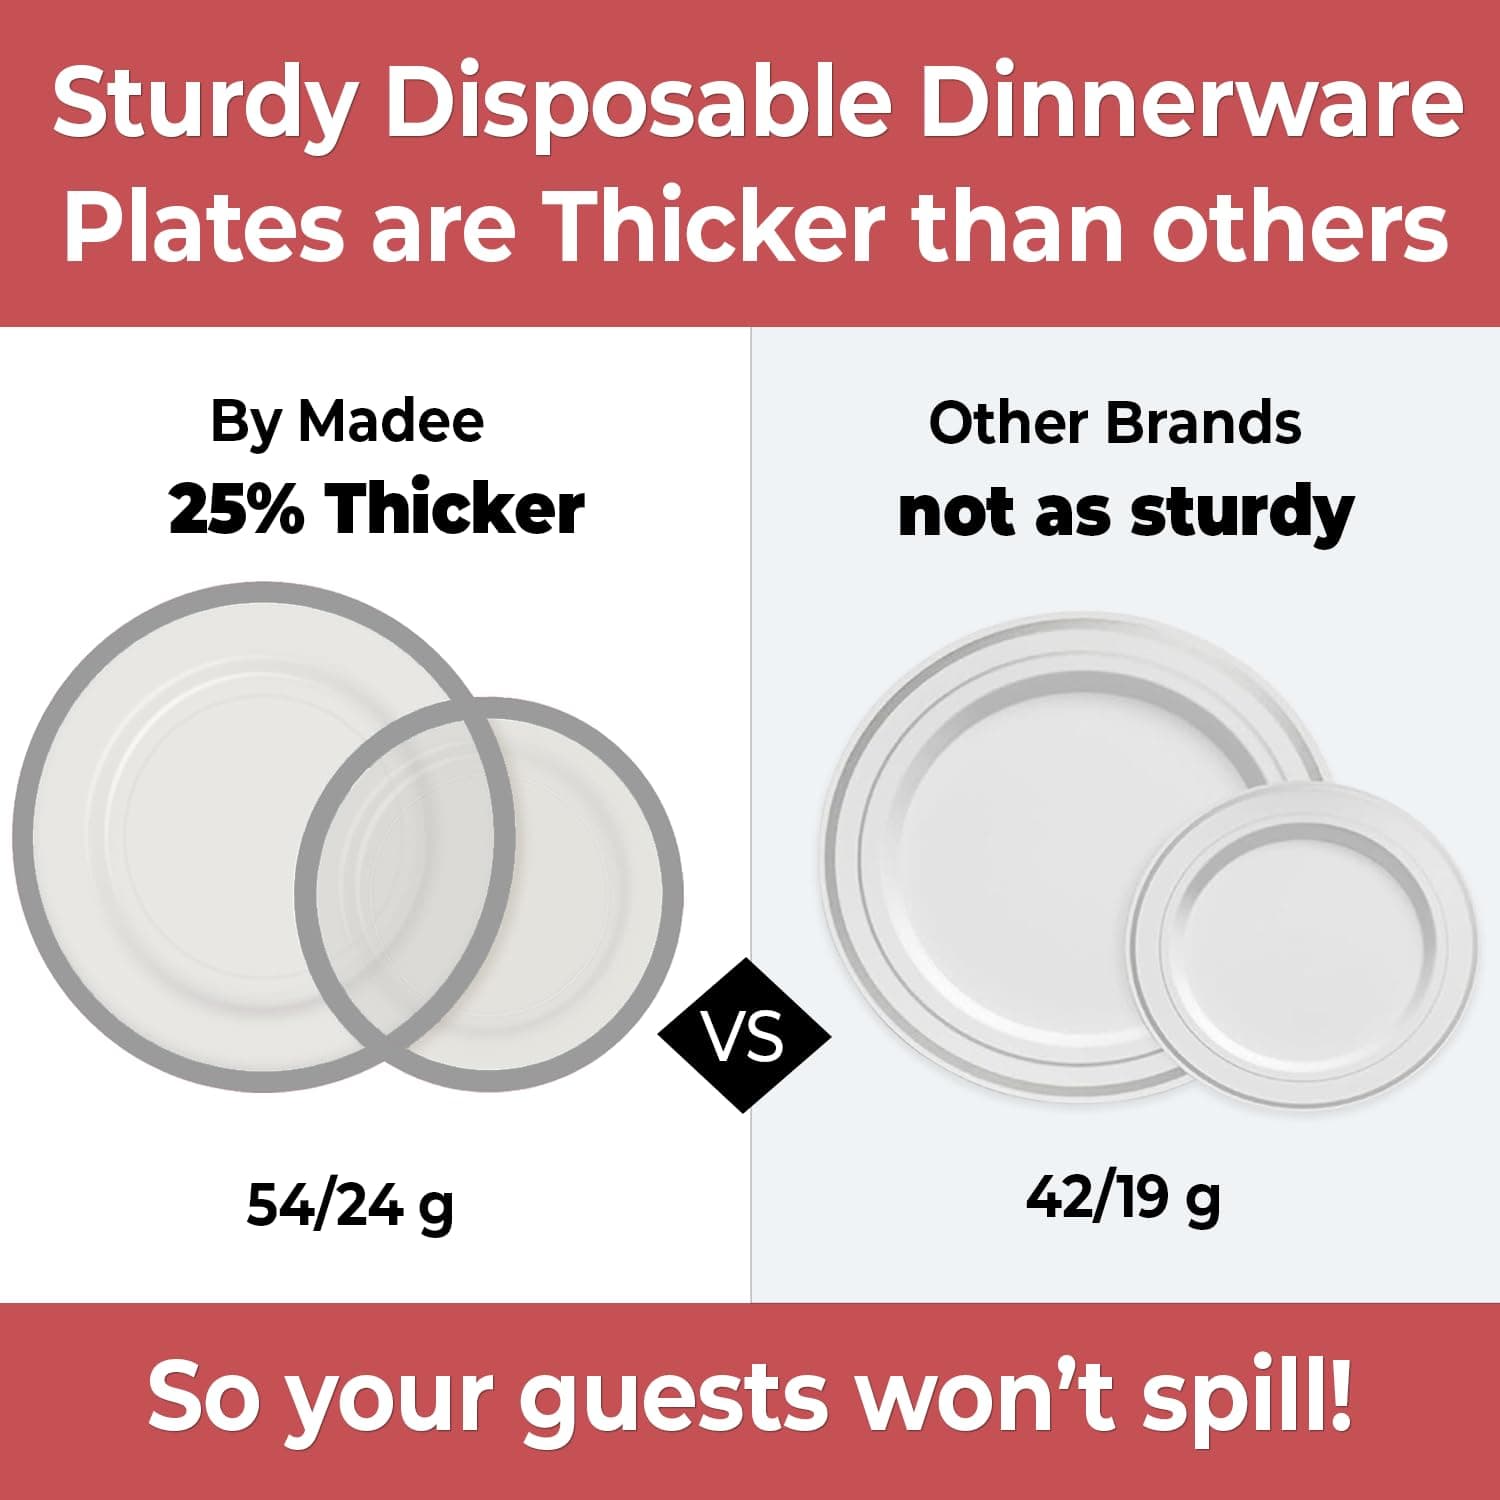 Sturdy Disposable Dinnerware
Plates are Thicker than others
By Madee
25% Thicker
54/24 g
VS
Other Brands
not as sturdy
42/19 g
So your guests won't spill!